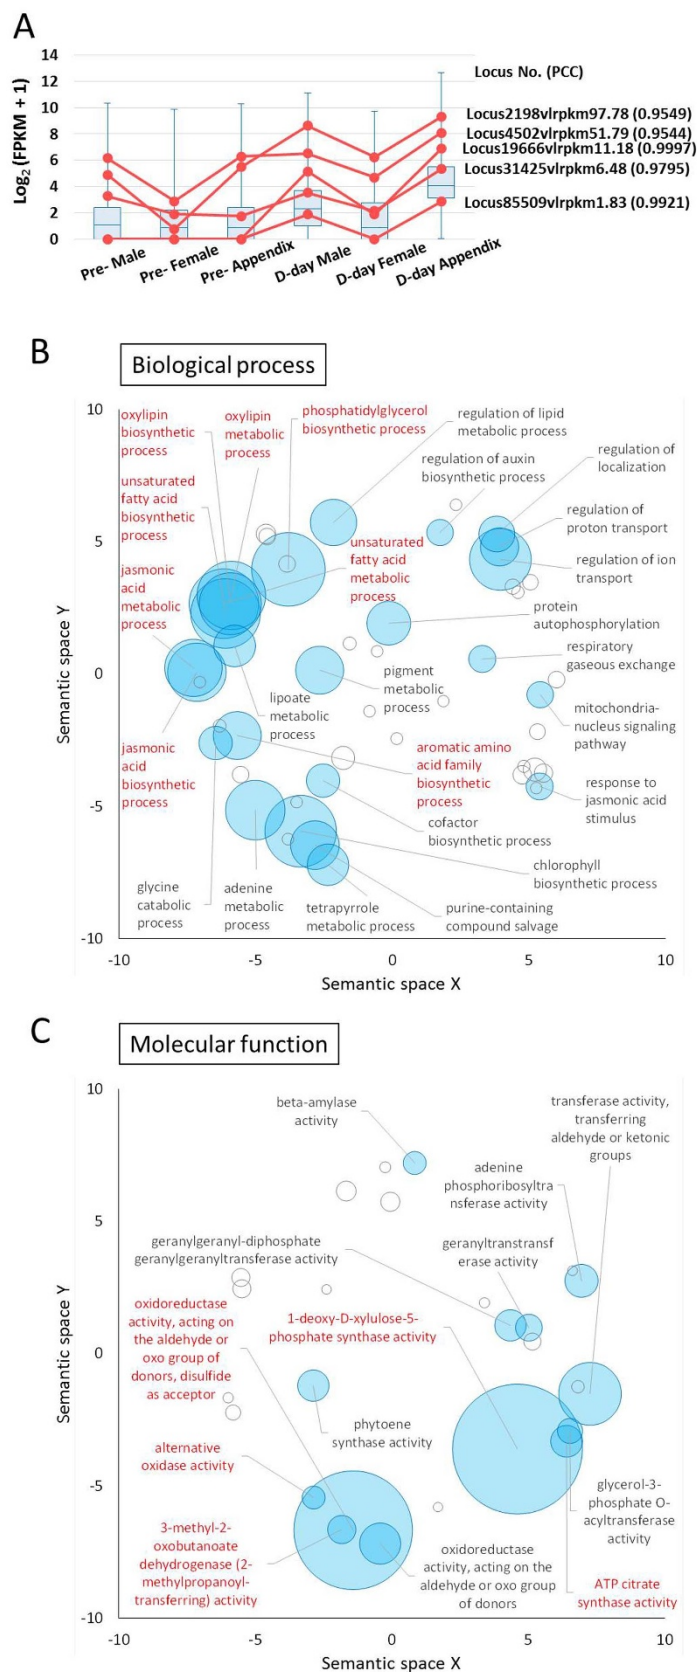 A
14
12
10
8
6
4
2
0
Log2 (FPKM + 1)
Locus No. (PCC)
Locus2198vlrpkm97.78 (0.9549)
Locus4502vlrpkm51.79 (0.9544)
Locus19666vlrpkm11.18 (0.9997)
Locus31425vlrpkm6.48 (0.9795)
Locus85509vlrpkm1.83 (0.9921)
Pre- Male
Pre- Female
Pre- Appendix
D-day Male
D-day Female
D-day Appendix
B
Biological process
10
5
0
-5
-10
Semantic space Y
oxylipin
biosynthetic
process
oxylipin
metabolic
process
phosphatidylglycerol
biosynthetic process
regulation of lipid
metabolic process
regulation of auxin
biosynthetic process
regulation of
localization
unsaturated
fatty acid
biosynthetic
process
regulation of
proton transport
unsaturated
fatty acid
metabolic
process
regulation of ion
transport
jasmonic
acid
metabolic
process
protein
autophosphorylation
respiratory
gaseous exchange
pigment
metabolic
process
lipoate
metabolic
process
mitochondria-
nucleus signaling
pathway
jasmonic
acid
biosynthetic
process
aromatic amino
acid family
biosynthetic
process
response to
jasmonic acid
stimulus
cofactor
biosynthetic process
chlorophyll
biosynthetic process
glycine
catabolic
process
adenine
metabolic
process
tetrapyrrole
metabolic process
purine-containing
compound salvage
-10
-5
0
5
10
Semantic space X
C
Molecular function
10
5
0
-5
-10
Semantic space Y
beta-amylase
activity
transferase activity,
transferring
aldehyde or ketonic
groups
adenine
phosphoribosyltra
nsferase activity
geranylgeranyl-diphosphate
geranylgeranyltransferase activity
geranyltranstransf
erase activity
oxidoreductase
activity, acting on
the aldehyde or
oxo group of
donors, disulfide
as acceptor
1-deoxy-D-xylulose-5-
phosphate synthase activity
phytoene
synthase activity
alternative
oxidase activity
glycerol-3-
phosphate O-
acyltransferase
activity
3-methyl-2-
oxobutanoate
dehydrogenase (2-
methylpropanoyl-
transferring) activity
oxidoreductase
activity, acting on the
aldehyde or oxo group
of donors
ATP citrate
synthase activity
-10
-5
0
5
10
Semantic space X